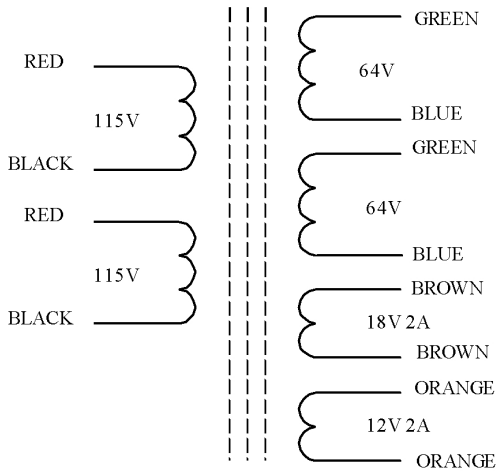 RED
115V
BLACK
RED
115V
BLACK
GREEN
64V
BLUE
GREEN
64V
BLUE
BROWN
18V 2A
BROWN
ORANGE
12V 2A
ORANGE